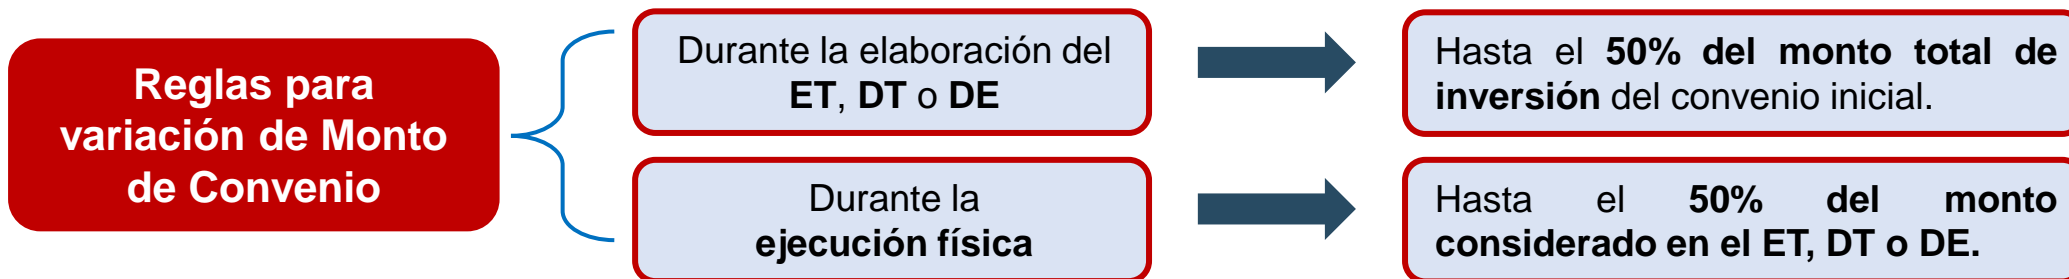 Reglas para
variación de Monto
de Convenio
Durante la elaboración del
ET, DT o DE
Hasta el 50% del monto total de
inversión del convenio inicial.
Durante la
ejecución física
Hasta el 50% del monto
considerado en el ET, DT o DE.